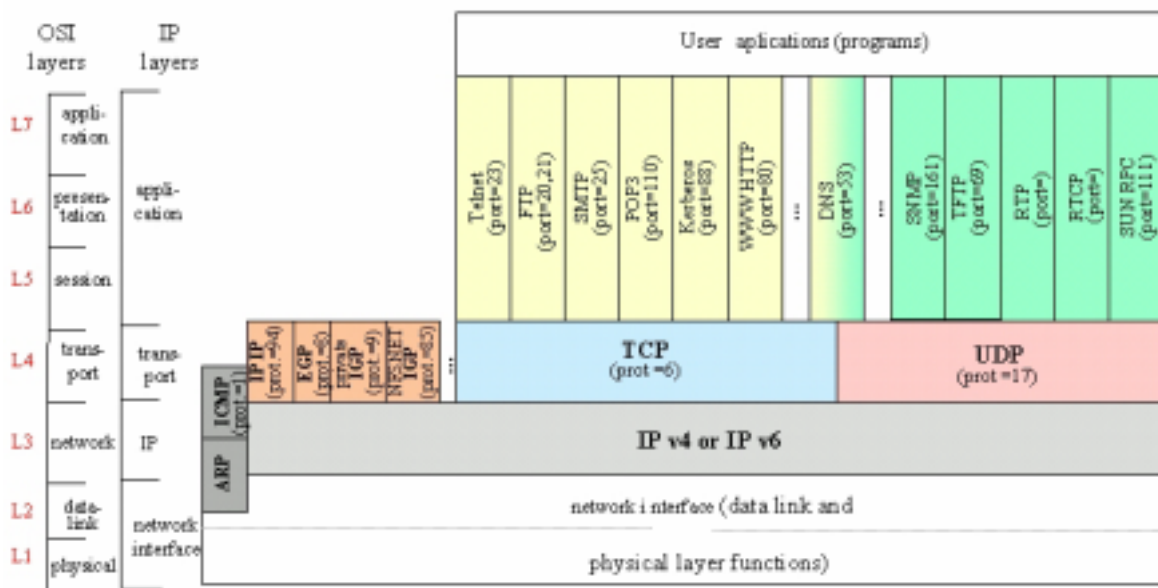 OSI
layers
IP
layers
User aplications (programs)
L7
appli-
cation
L6
presen-
tation
L5
session
appli-
cation
Telnet
(port=23)
FTP
(port=20,21)
SMTP
(port=25)
POP3
(port=110)
Kerberos
(port=88)
WWW HTTP
(port=80)
...
DNS
(port=53)
...
SNMP
(port=161)
TFTP
(port=69)
RTP
(port=)
RTCP
(port=)
SUN RPC
(port=111)
L4
trans-
port
trans-
port
IP IP
(prot.=94)
EGP
(prot.=8)
private
IGP
(prot.=9)
NFSNET
IGP
(prot.=85)
...
TCP
(prot =6)
UDP
(prot =17)
ICMP
(prot.=1)
L3
network
IP
ARP
IP v4 or IP v6
L2
data-
link
network
interface
network interface (data link and
L1
physical
physical layer functions)